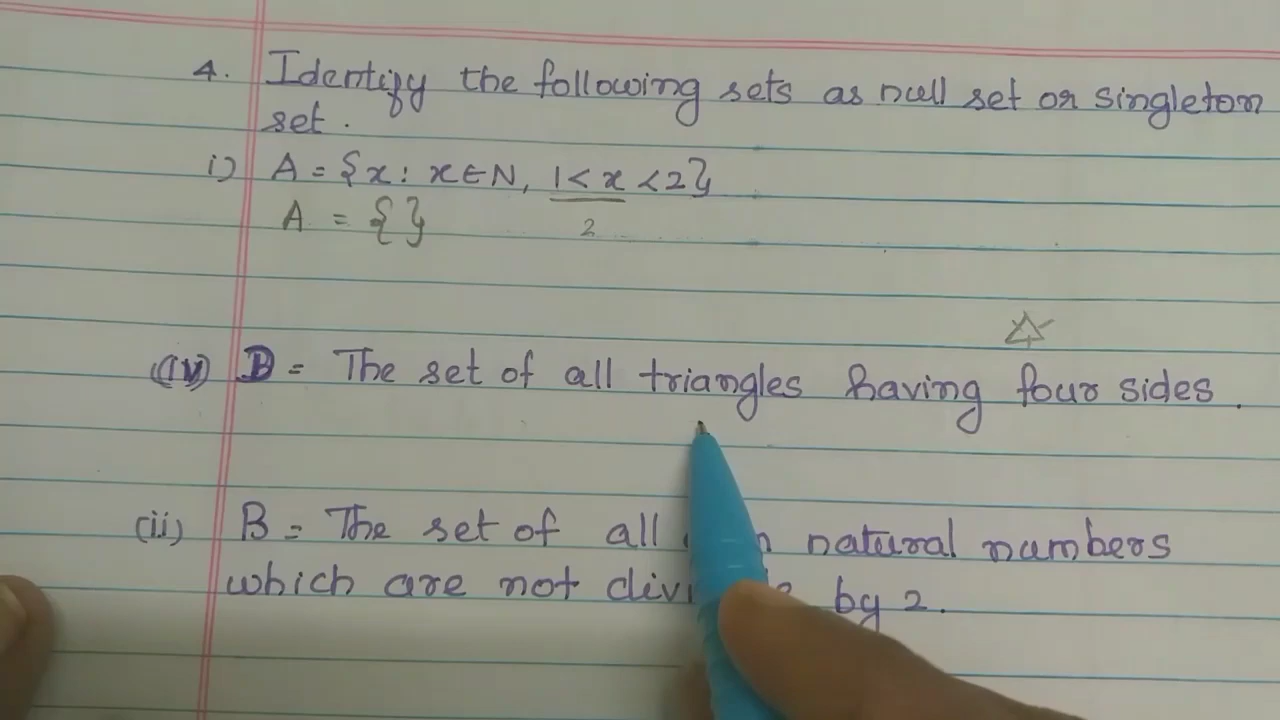 4. Identify the following sets as null set or singleton
set.
i) A = {x : x ∈ N, 1 < x < 2}
A = { } 2
(iv) D = The set of all triangles having four sides.
(ii) B = The set of all natural numbers
which are not by 2.